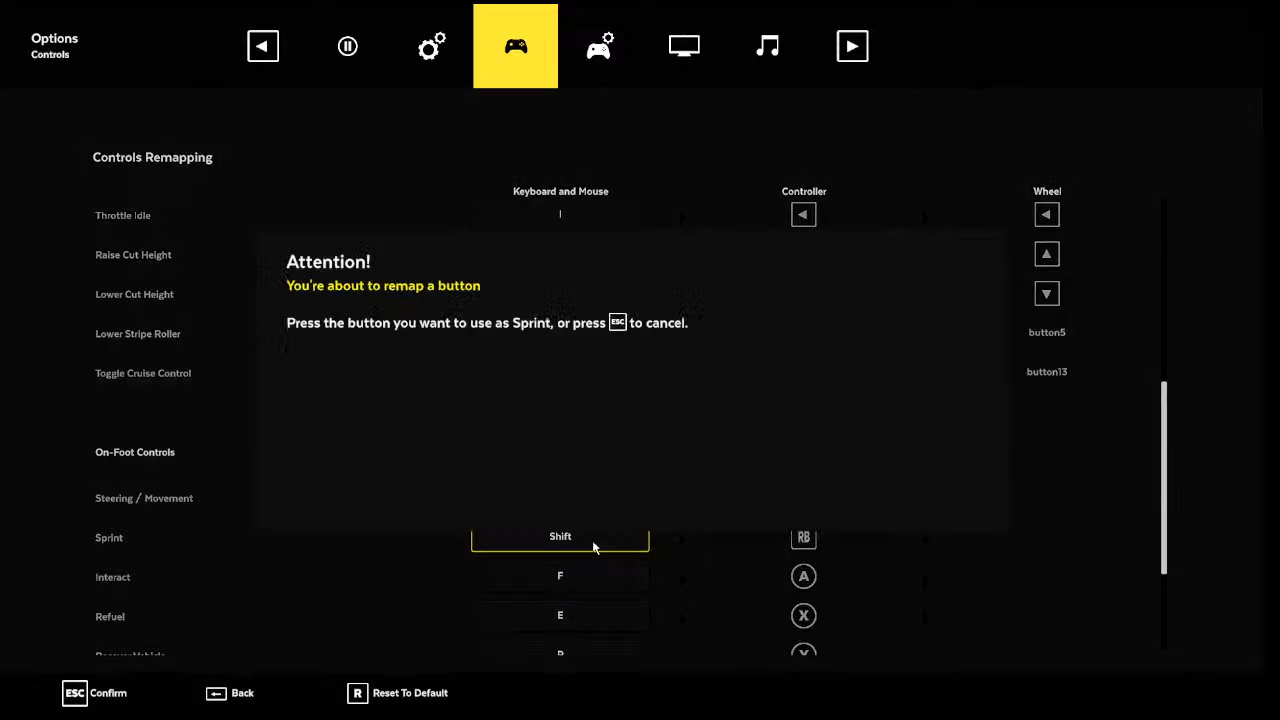 Options
Controls
Controls Remapping
Keyboard and Mouse
Controller
Wheel
Throttle Idle
I
Raise Cut Height
Lower Cut Height
Lower Stripe Roller
button5
Toggle Cruise Control
button13
Attention!
You're about to remap a button
Press the button you want to use as Sprint, or press ESC to cancel.
On-Foot Controls
Steering / Movement
Sprint
Shift
RB
Interact
F
A
Refuel
E
X
Recover Vehicle
R
Y
ESC Confirm
Back
R Reset To Default